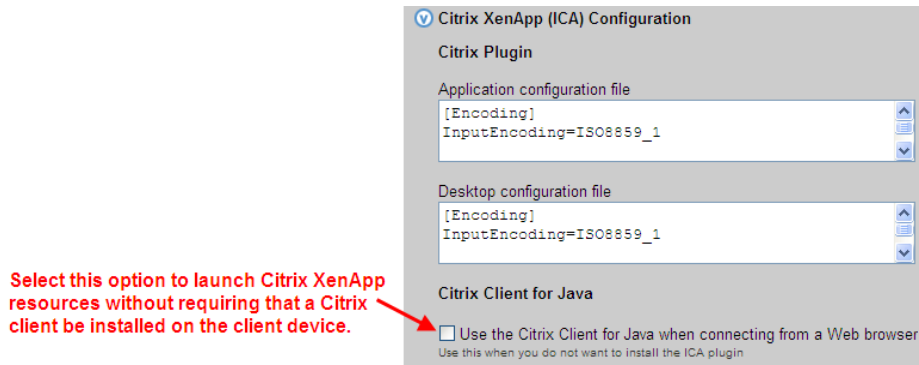 Citrix XenApp (ICA) Configuration
Citrix Plugin
Application configuration file
[Encoding]
InputEncoding=ISO8859_1
Desktop configuration file
[Encoding]
InputEncoding=ISO8859_1
Select this option to launch Citrix XenApp
resources without requiring that a Citrix
client be installed on the client device.
Citrix Client for Java
Use the Citrix Client for Java when connecting from a Web browser
Use this when you do not want to install the ICA plugin